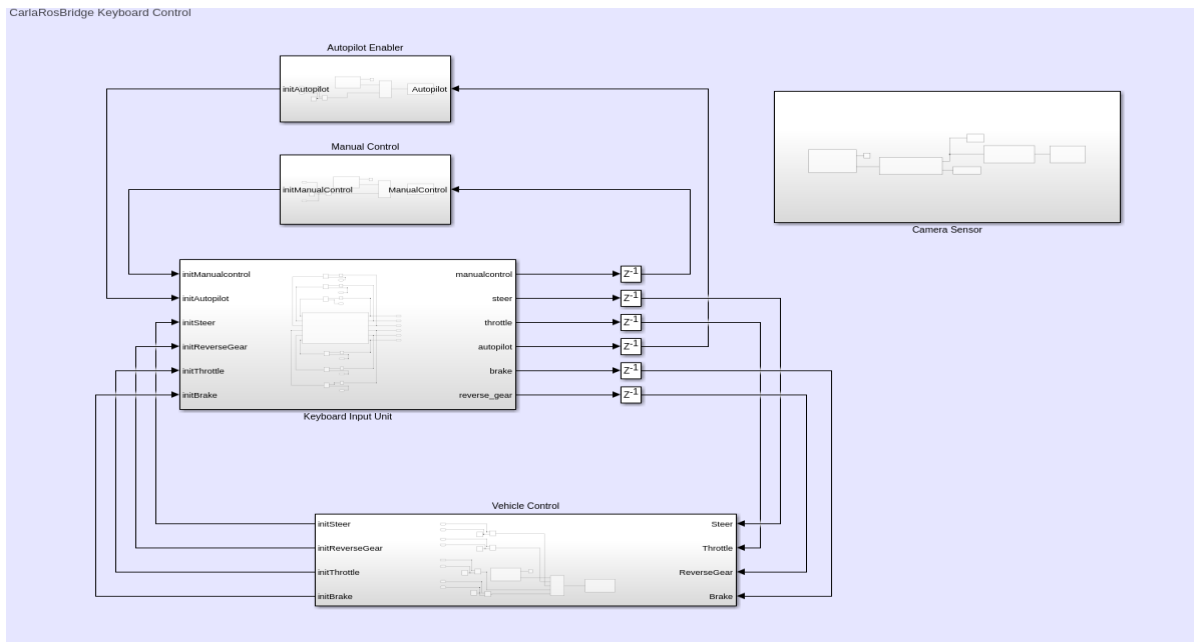 CarlaRosBridge Keyboard Control
Autopilot Enabler
initAutopilot
Autopilot
Manual Control
initManualControl
ManualControl
Camera Sensor
initManualcontrol
manualcontrol
Z-1
initAutopilot
steer
Z-1
initSteer
throttle
Z-1
initReverseGear
autopilot
Z-1
initThrottle
brake
Z-1
initBrake
reverse_gear
Z-1
Keyboard Input Unit
Vehicle Control
initSteer
Steer
initReverseGear
Throttle
initThrottle
ReverseGear
initBrake
Brake